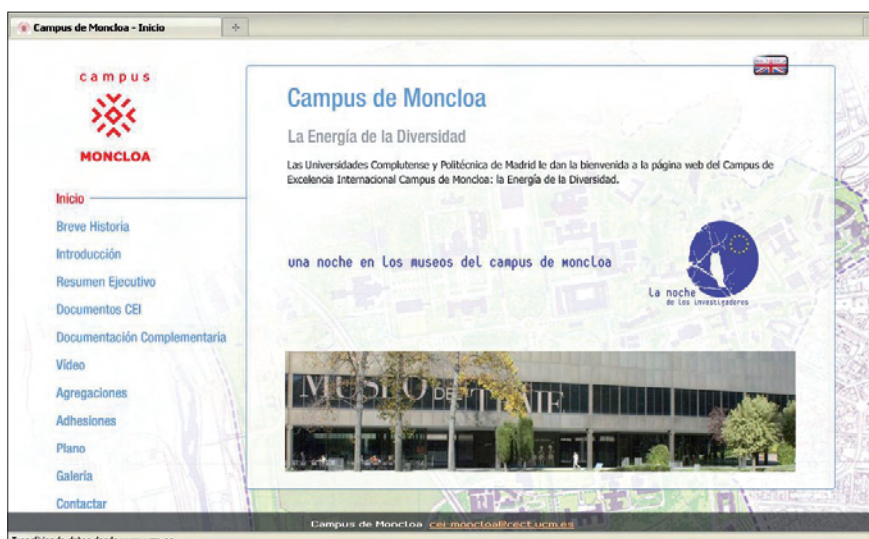 Campus de Moncloa - Inicio
campus
MONCLOA
Inicio
Breve Historia
Introducción
Resumen Ejecutivo
Documentos CEI
Documentación Complementaria
Vídeo
Agregaciones
Adhesiones
Plano
Galería
Contactar
Campus de Moncloa
La Energía de la Diversidad
Las Universidades Complutense y Politécnica de Madrid le dan la bienvenida a la página web del Campus de
Excelencia Internacional Campus de Moncloa: la Energía de la Diversidad.
una noche en los museos del campus de moncloa
La noche
de los investigadores
MUSEO DEL TRAJE
Campus de Moncloa cei-moncloa@rect.ucm.es